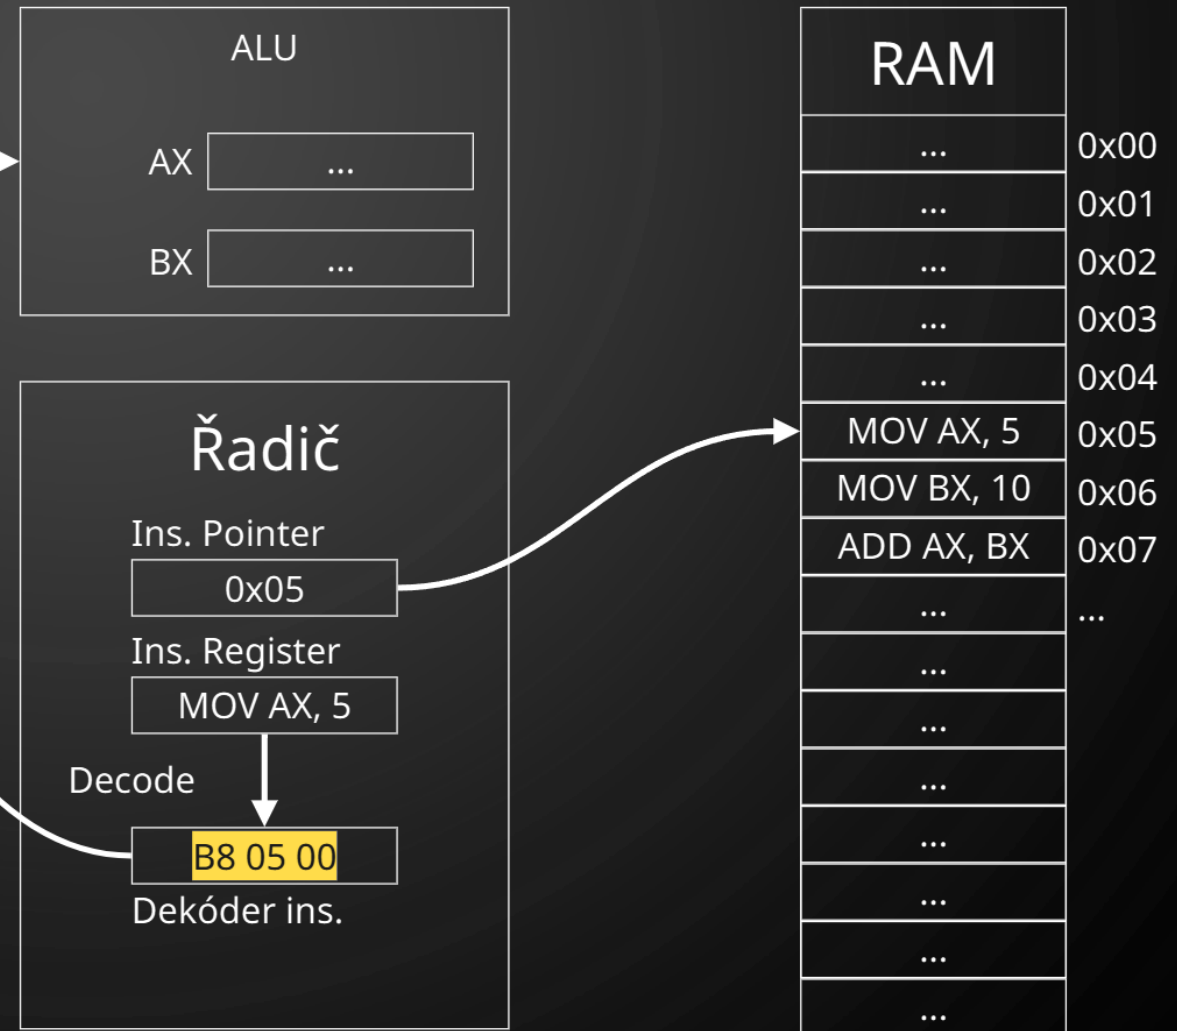 ALU
AX ...
BX ...
Řadič
Ins. Pointer
0x05
Ins. Register
MOV AX, 5
Decode
B8 05 00
Dekóder ins.
RAM
... 0x00
... 0x01
... 0x02
... 0x03
... 0x04
MOV AX, 5 0x05
MOV BX, 10 0x06
ADD AX, BX 0x07
... ...
...
...
...
...
...
...
...